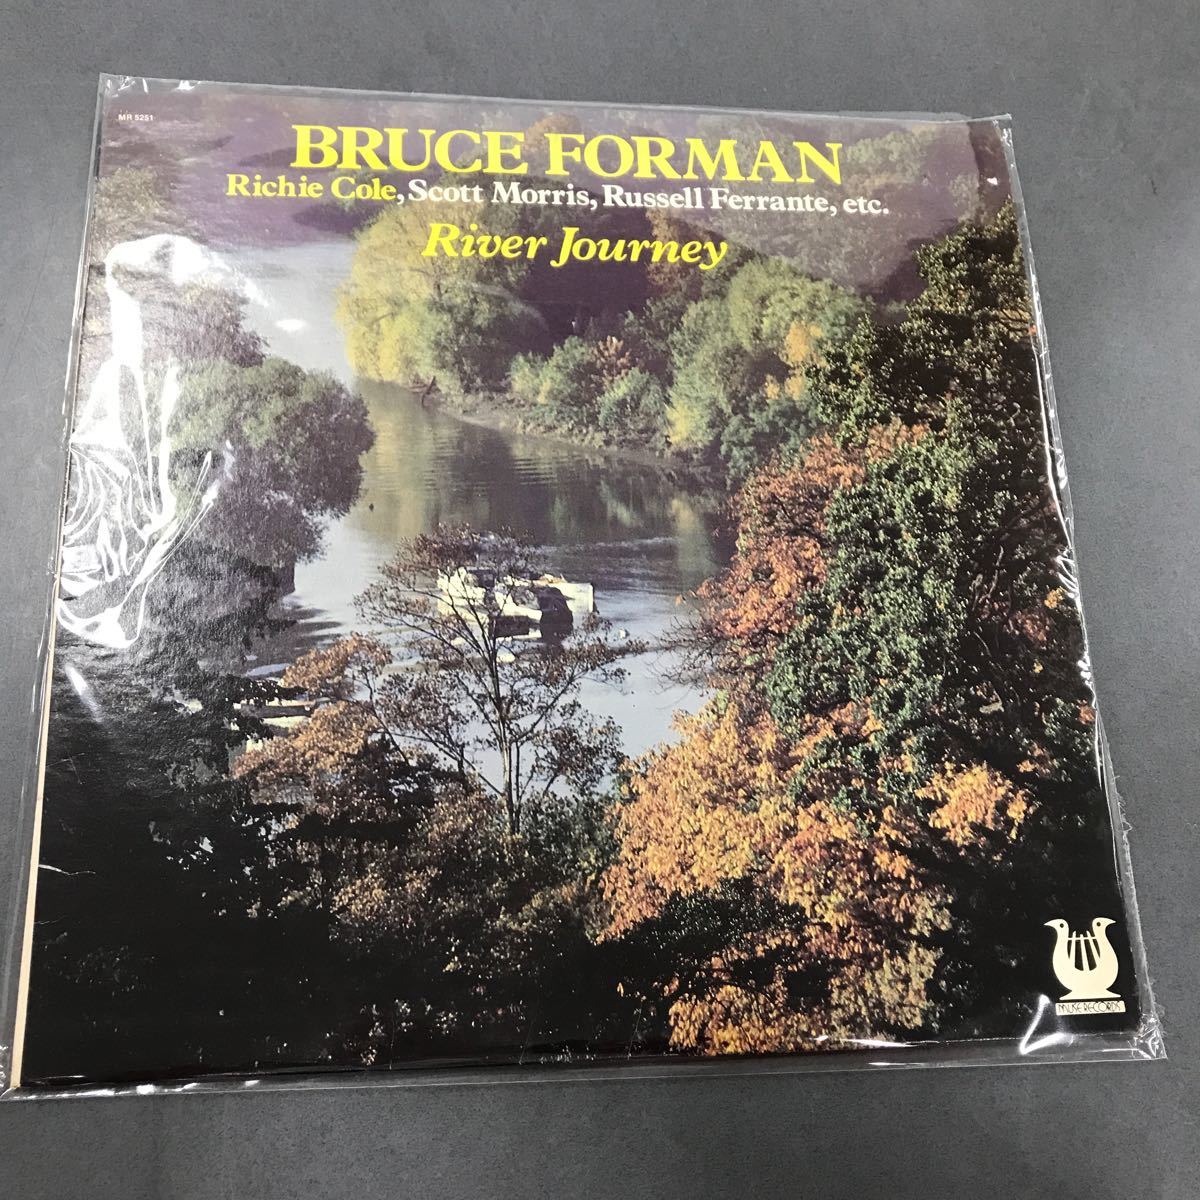 MR 5251
BRUCE FORMAN
Richie Cole, Scott Morris, Russell Ferrante, etc.
River Journey
MUSE RECORDS